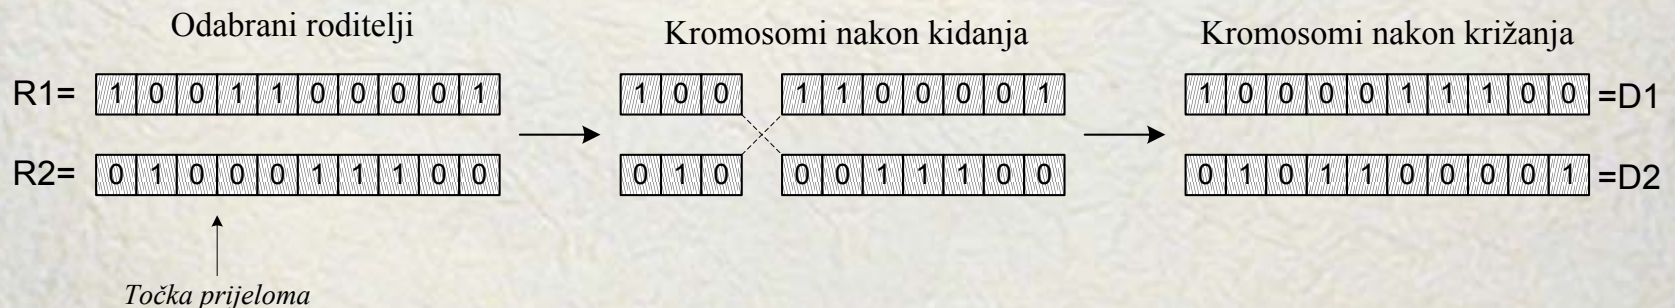 Odabrani roditelji
Kromosomi nakon kidanja
Kromosomi nakon križanja
R1= 1 0 0 1 1 0 0 0 0 1
1 0 0 1 1 0 0 0 0 1
1 0 0 0 0 1 1 1 0 0 =D1
R2= 0 1 0 0 0 1 1 1 0 0
0 1 0 0 0 1 1 1 0 0
0 1 0 1 1 0 0 0 0 1 =D2
Točka prijeloma